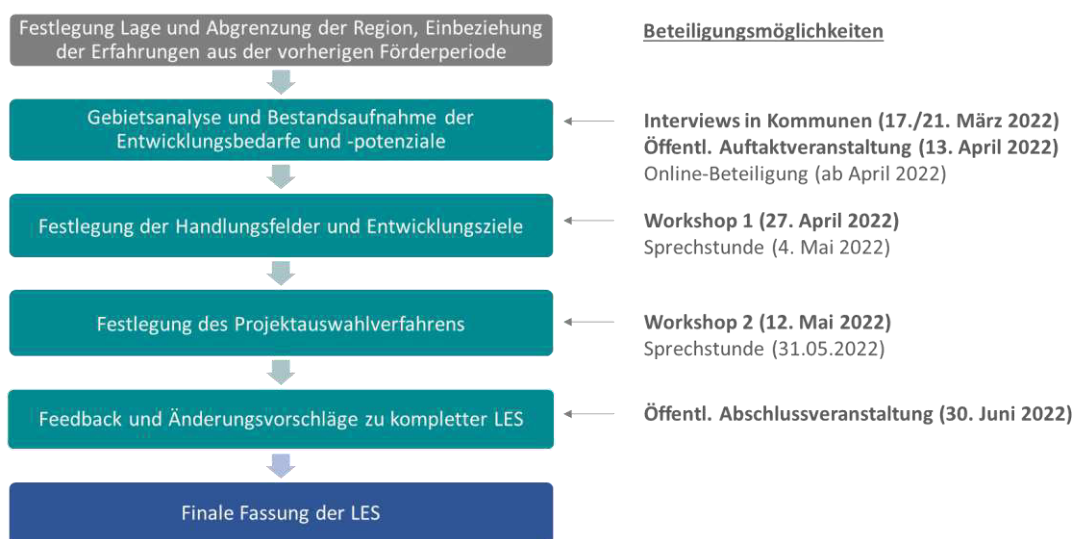 Festlegung Lage und Abgrenzung der Region, Einbeziehung
der Erfahrungen aus der vorherigen Förderperiode
Beteiligungsmöglichkeiten
Gebietsanalyse und Bestandsaufnahme der
Entwicklungsbedarfe und -potenziale
Interviews in Kommunen (17./21. März 2022)
Öffentl. Auftaktveranstaltung (13. April 2022)
Online-Beteiligung (ab April 2022)
Festlegung der Handlungsfelder und Entwicklungsziele
Workshop 1 (27. April 2022)
Sprechstunde (4. Mai 2022)
Festlegung des Projektauswahlverfahrens
Workshop 2 (12. Mai 2022)
Sprechstunde (31.05.2022)
Feedback und Änderungsvorschläge zu kompletter LES
Öffentl. Abschlussveranstaltung (30. Juni 2022)
Finale Fassung der LES